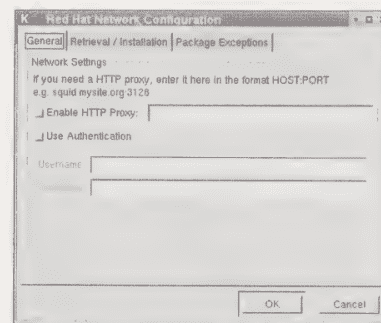 K Red Hat Network Configuration
General Retrieval / Installation Package Exceptions
Network Settings
If you need a HTTP proxy, enter it here in the format HOST:PORT
e.g. squid mysite.org 3128
Enable HTTP Proxy:
Use Authentication
Username
OK Cancel